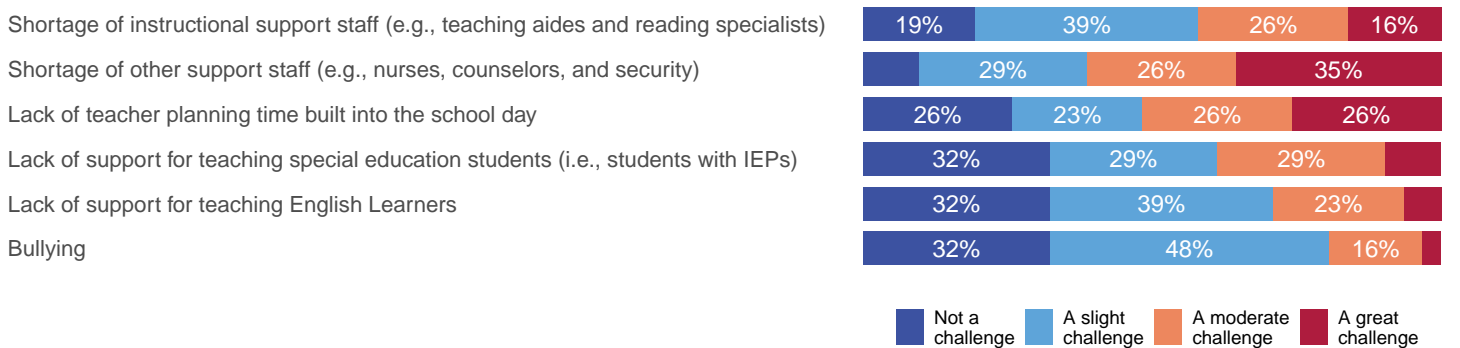 Shortage of instructional support staff (e.g., teaching aides and reading specialists) 19% 39% 26% 16%
Shortage of other support staff (e.g., nurses, counselors, and security) 29% 26% 35%
Lack of teacher planning time built into the school day 26% 23% 26% 26%
Lack of support for teaching special education students (i.e., students with IEPs) 32% 29% 29%
Lack of support for teaching English Learners 32% 39% 23%
Bullying 32% 48% 16%
Not a challenge
A slight challenge
A moderate challenge
A great challenge